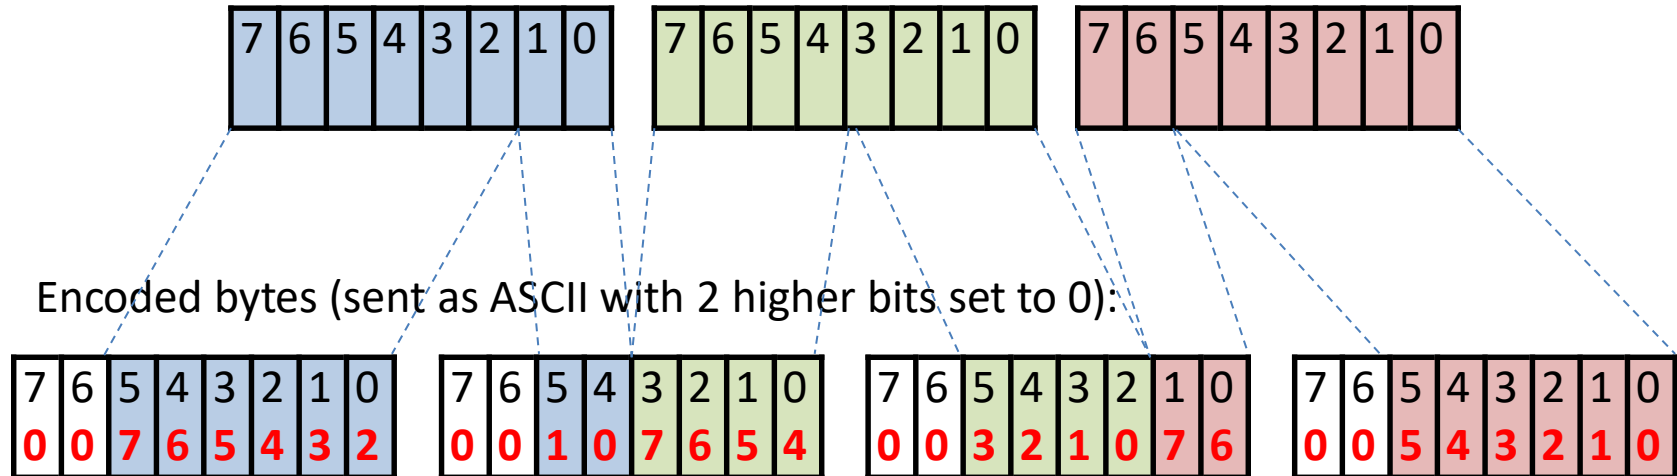 7 6 5 4 3 2 1 0 7 6 5 4 3 2 1 0 7 6 5 4 3 2 1 0
Encoded bytes (sent as ASCII with 2 higher bits set to 0):
7 6 5 4 3 2 1 0 7 6 5 4 3 2 1 0 7 6 5 4 3 2 1 0 7 6 5 4 3 2 1 0
0 0 7 6 5 4 3 2 0 0 1 0 7 6 5 4 0 0 3 2 1 0 7 6 0 0 5 4 3 2 1 0